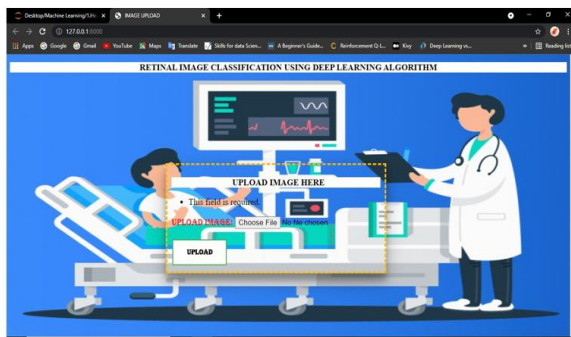 Desktop/Machine Learning/1.H
IMAGE UPLOAD
127.0.0.1:8000
Apps Google Gmail YouTube Maps Translate Skills for data Scien... A Beginner's Guide... Reinforcement Q-L... Kivy Deep Learning vs... Reading list
RETINAL IMAGE CLASSIFICATION USING DEEP LEARNING ALGORITHM
UPLOAD IMAGE HERE
This field is required.
UPLOAD IMAGE: Choose File No file chosen
UPLOAD